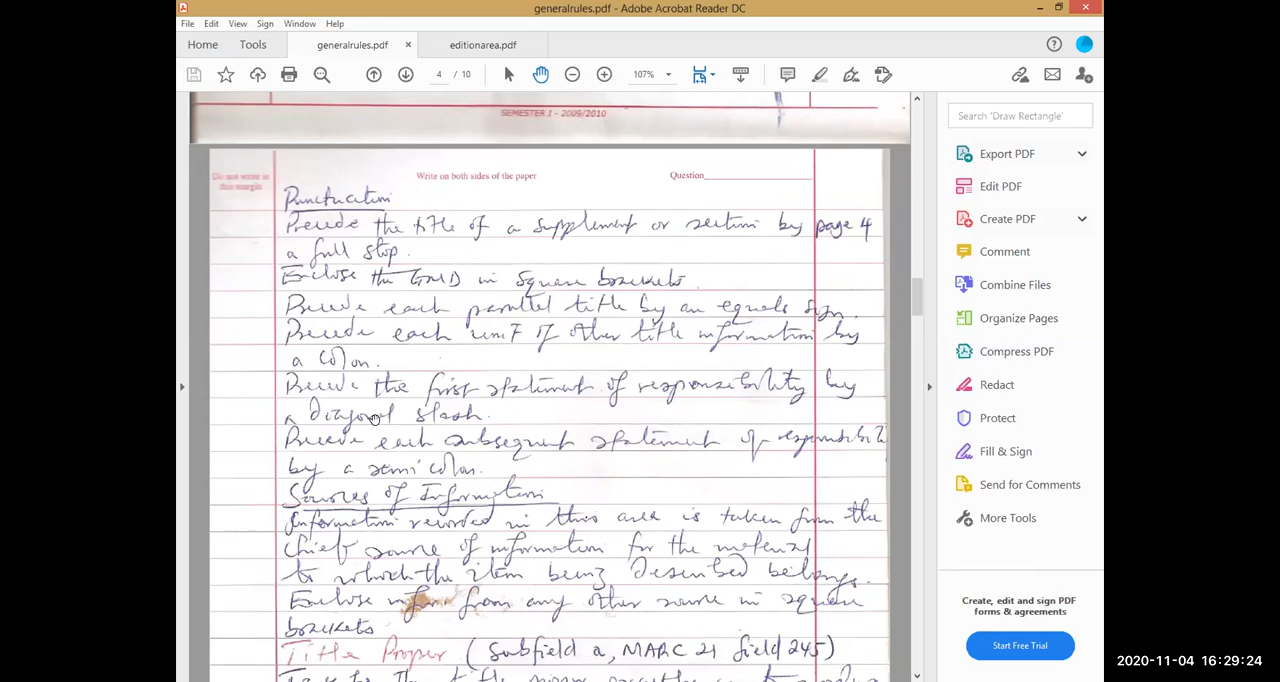 generalrules.pdf - Adobe Acrobat Reader DC
File Edit View Sign Window Help
Home Tools generalrules.pdf × editionarea.pdf
4 / 10 107%
SEMESTER I - 2009/2010
Search 'Draw Rectangle'
Export PDF
Edit PDF
Create PDF
Comment
Combine Files
Organize Pages
Compress PDF
Redact
Protect
Fill & Sign
Send for Comments
More Tools
Create, edit and sign PDF
forms & agreements
Start Free Trial
Do not write in
this margin
Write on both sides of the paper Question
Punctuation
Precede the title of a supplement or section by page 4
a full stop.
Enclose the GMD in square brackets.
Precede each parallel title by an equals sign.
Precede each unit of other title information by
a colon.
Precede the first statement of responsibility by
a diagonal slash.
Precede each subsequent statement of responsibilit
by a semi colon.
Sources of Information
Information recorded in this area is taken from the
Chief source of information for the material
to which the item being described belongs.
Enclose infor from any other source in square
brackets
Title Proper (Subfield a, MARC 21 field 245)
2020-11-04 16:29:24